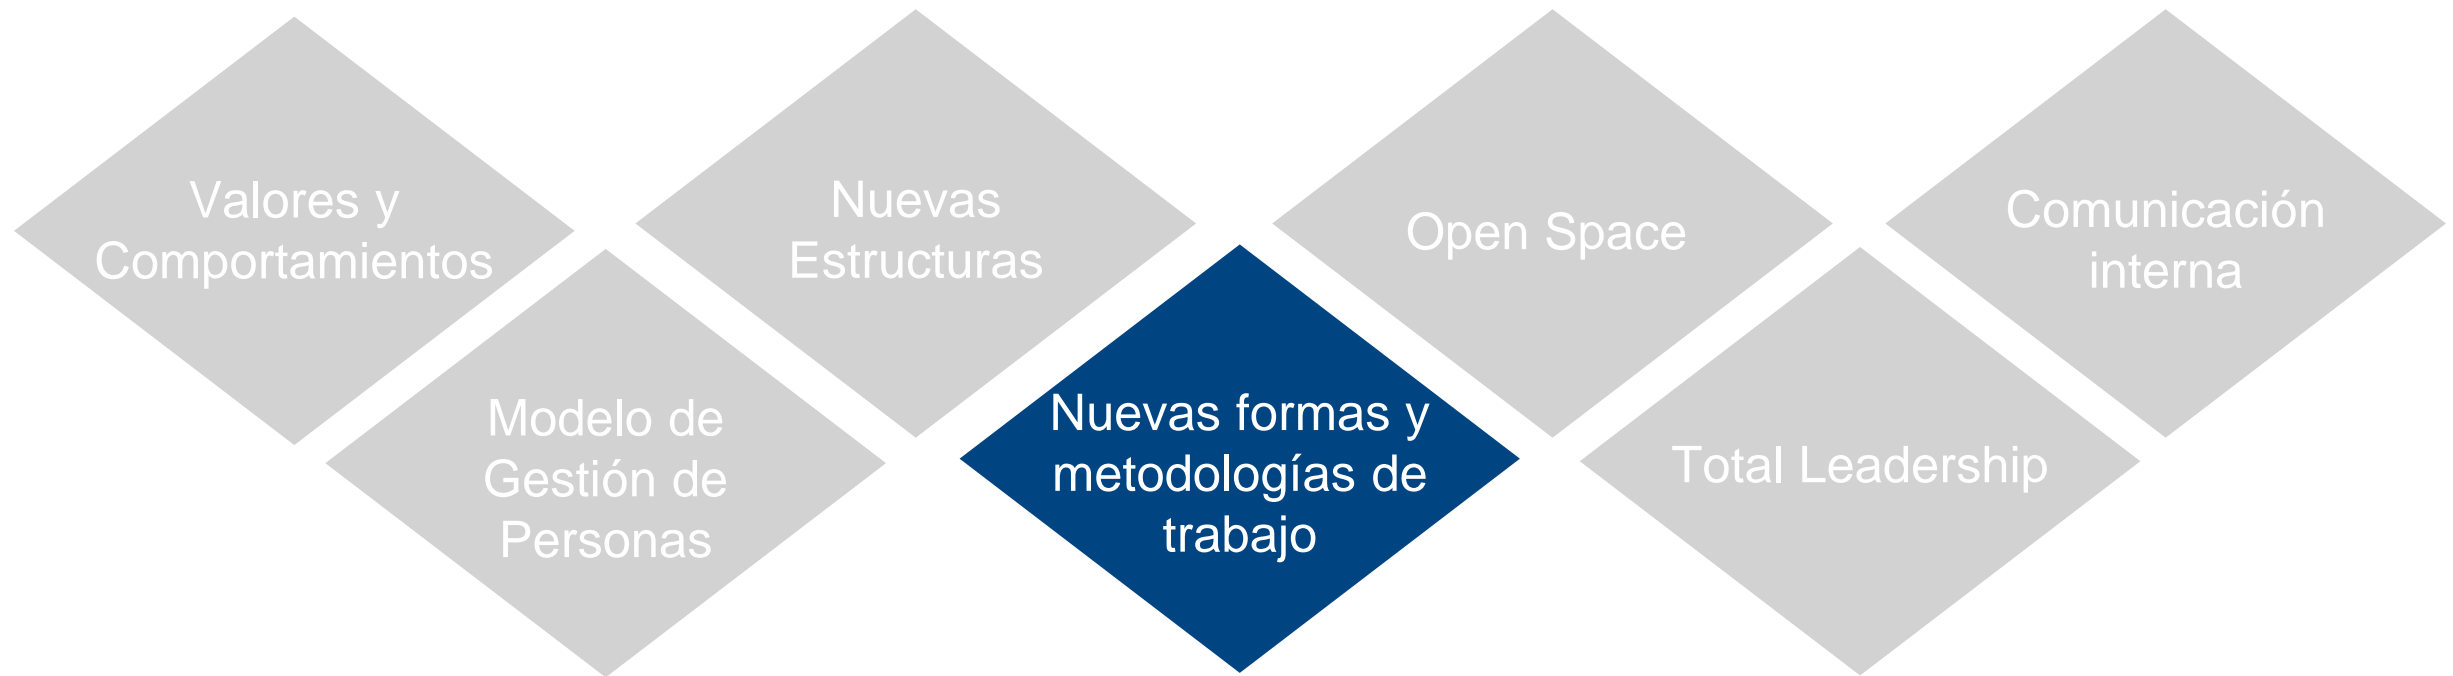 Valores y
Comportamientos
Modelo de
Gestión de
Personas
Nuevas
Estructuras
Nuevas formas y
metodologías de
trabajo
Open Space
Total Leadership
Comunicación
interna